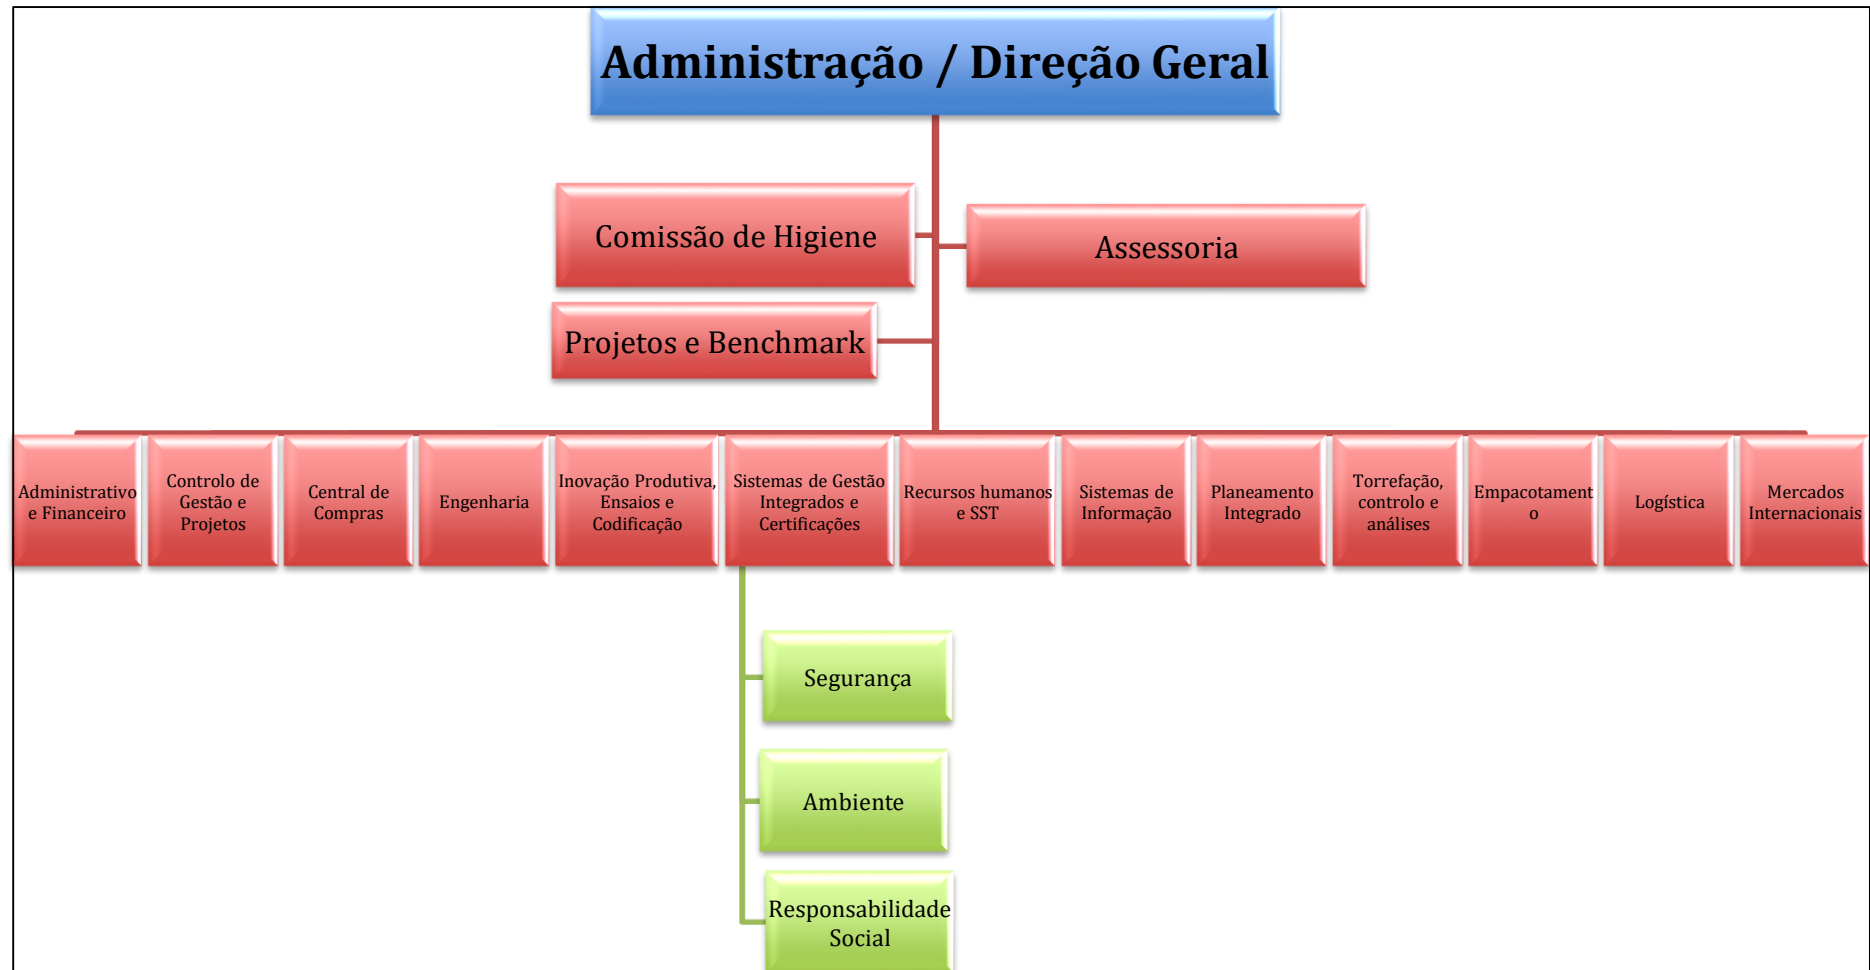 Administração / Direção Geral
Comissão de Higiene
Assessoria
Projetos e Benchmark
Administrativo
e Financeiro
Controlo de
Gestão e
Projetos
Central de
Compras
Engenharia
Inovação Produtiva,
Ensaios e
Codificação
Sistemas de Gestão
Integrados e
Certificações
Recursos humanos
e SST
Sistemas de
Informação
Planeamento
Integrado
Torrefação,
controlo e
análises
Empacotament
o
Logística
Mercados
Internacionais
Segurança
Ambiente
Responsabilidade
Social